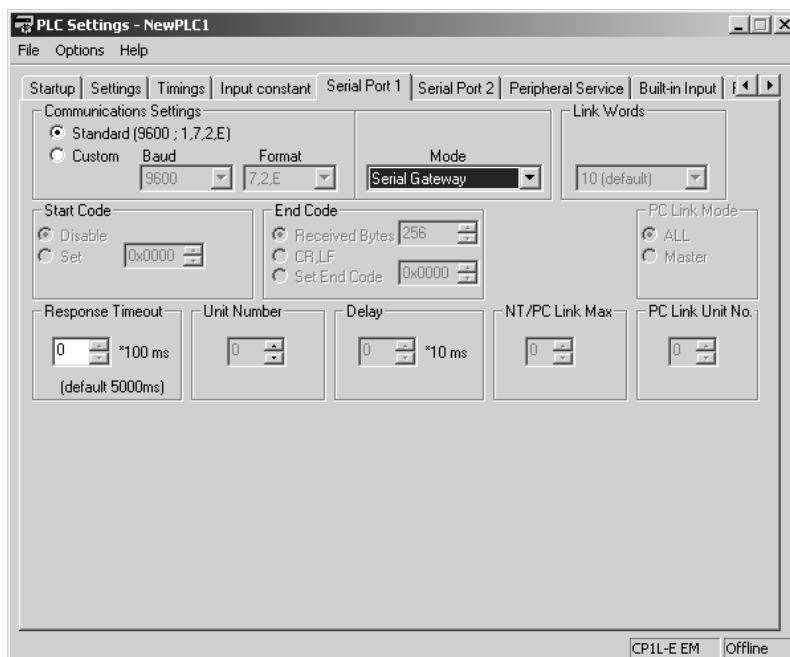 PLC Settings - NewPLC1
File Options Help
Startup Settings Timings Input constant Serial Port 1 Serial Port 2 Peripheral Service Built-in Input
Communications Settings Link Words
Standard (9600 ; 1,7,2,E)
Custom Baud Format Mode
9600 7,2,E Serial Gateway 10 (default)
Start Code End Code PC Link Mode
Disable Received Bytes 256 ALL
Set 0x0000 CR,LF Master
Set End Code 0x0000
Response Timeout Unit Number Delay NT/PC Link Max PC Link Unit No.
0 *100 ms 0 0 *10 ms 0 0
(default 5000ms)
CP1L-E EM Offline